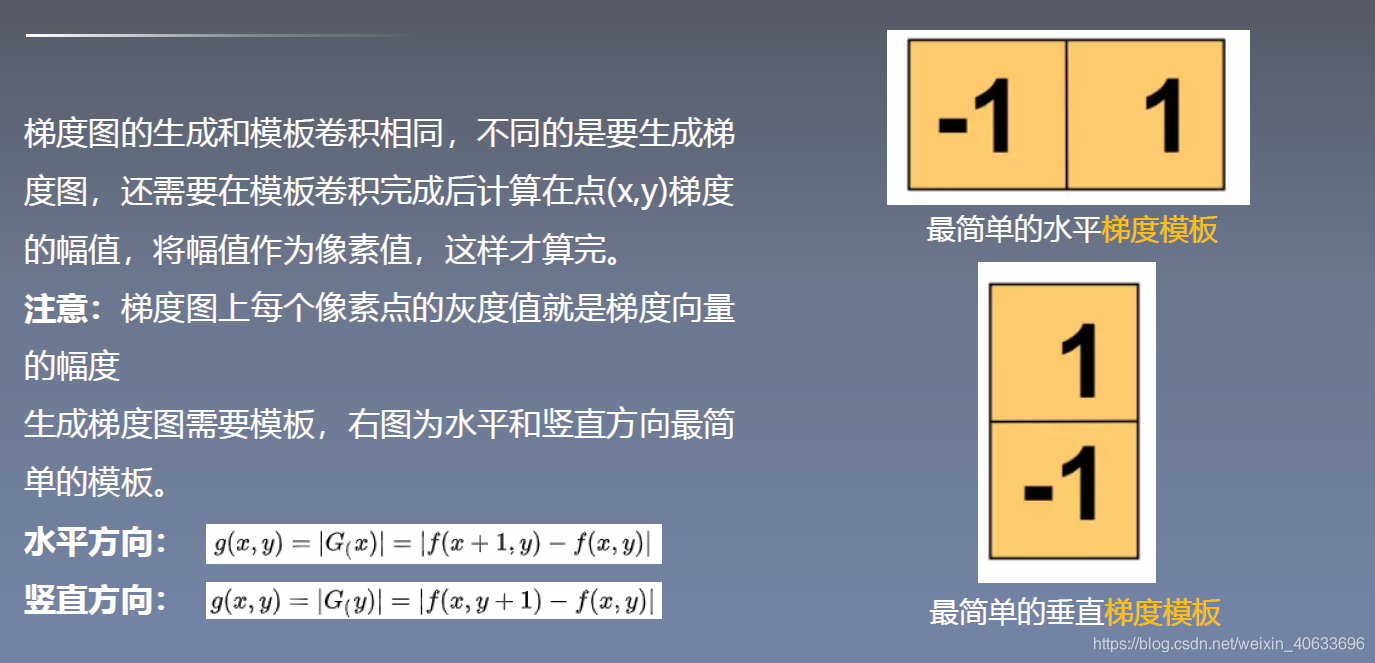 梯度图的生成和模板卷积相同，不同的是要生成梯
度图，还需要在模板卷积完成后计算在点(x,y)梯度
的幅值，将幅值作为像素值，这样才算完。
注意：梯度图上每个像素点的灰度值就是梯度向量
的幅度
生成梯度图需要模板，右图为水平和竖直方向最简
单的模板。
水平方向： g(x,y) = |G₍x)| = |f(x + 1,y) − f(x,y)|
竖直方向： g(x,y) = |G₍y)| = |f(x,y + 1) − f(x,y)|
-1 1
最简单的水平梯度模板
1
-1
最简单的垂直梯度模板
https://blog.csdn.net/weixin_40633696